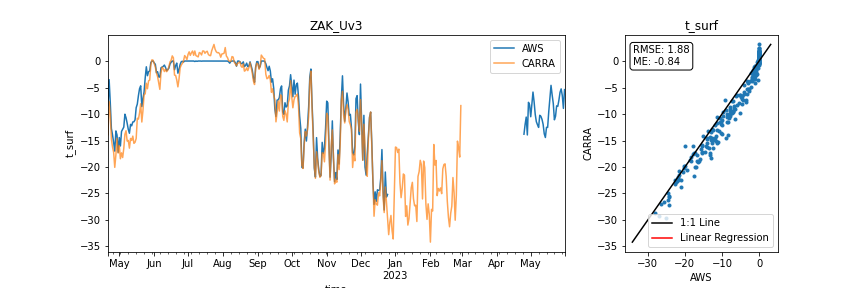 ZAK_Uv3
t_surf
0
−5
−10
−15
−20
−25
−30
−35
May Jun Jul Aug Sep Oct Nov Dec Jan Feb Mar Apr May
2023
AWS
CARRA
t_surf
RMSE: 1.88
ME: -0.84
CARRA
0
−5
−10
−15
−20
−25
−30
−35
1:1 Line
Linear Regression
−30 −20 −10 0
AWS